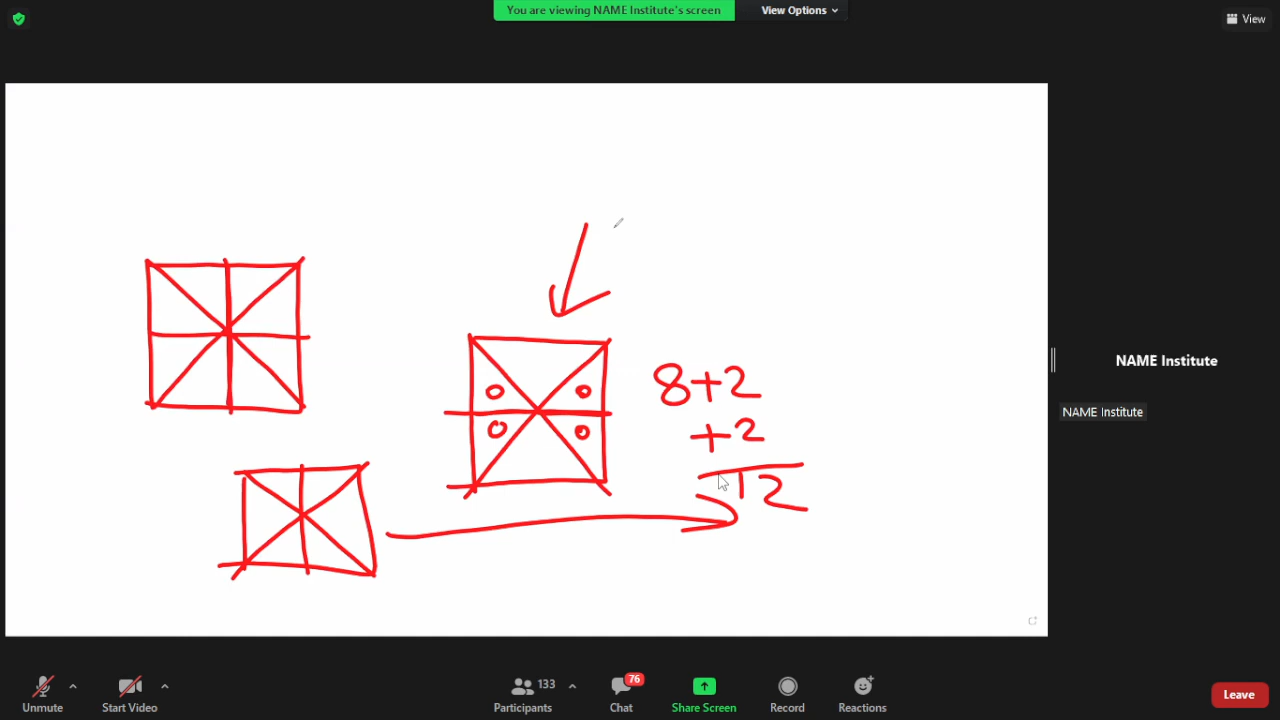 You are viewing NAME Institute's screen
View Options
View
8+2
+2
12
NAME Institute
NAME Institute
Unmute
Start Video
133
Participants
76
Chat
Share Screen
Record
Reactions
Leave